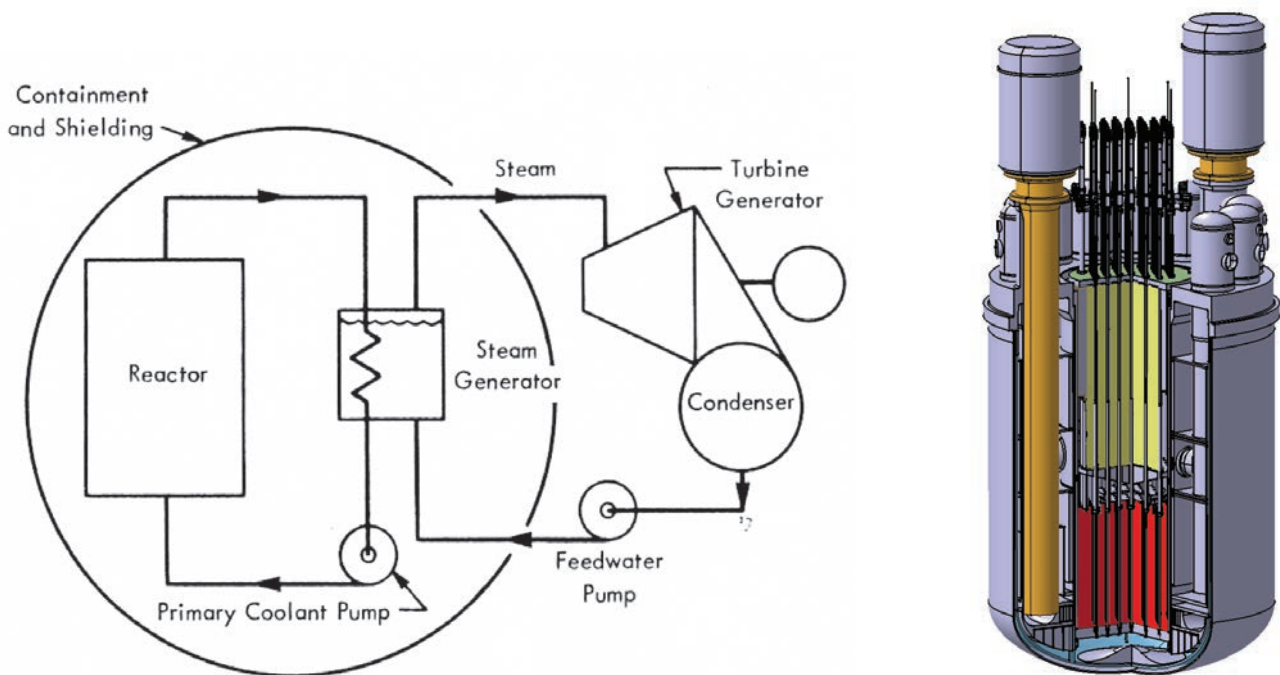 Containment
and Shielding
Steam
Turbine
Generator
Reactor
Steam
Generator
Condenser
Feedwater
Pump
Primary Coolant Pump